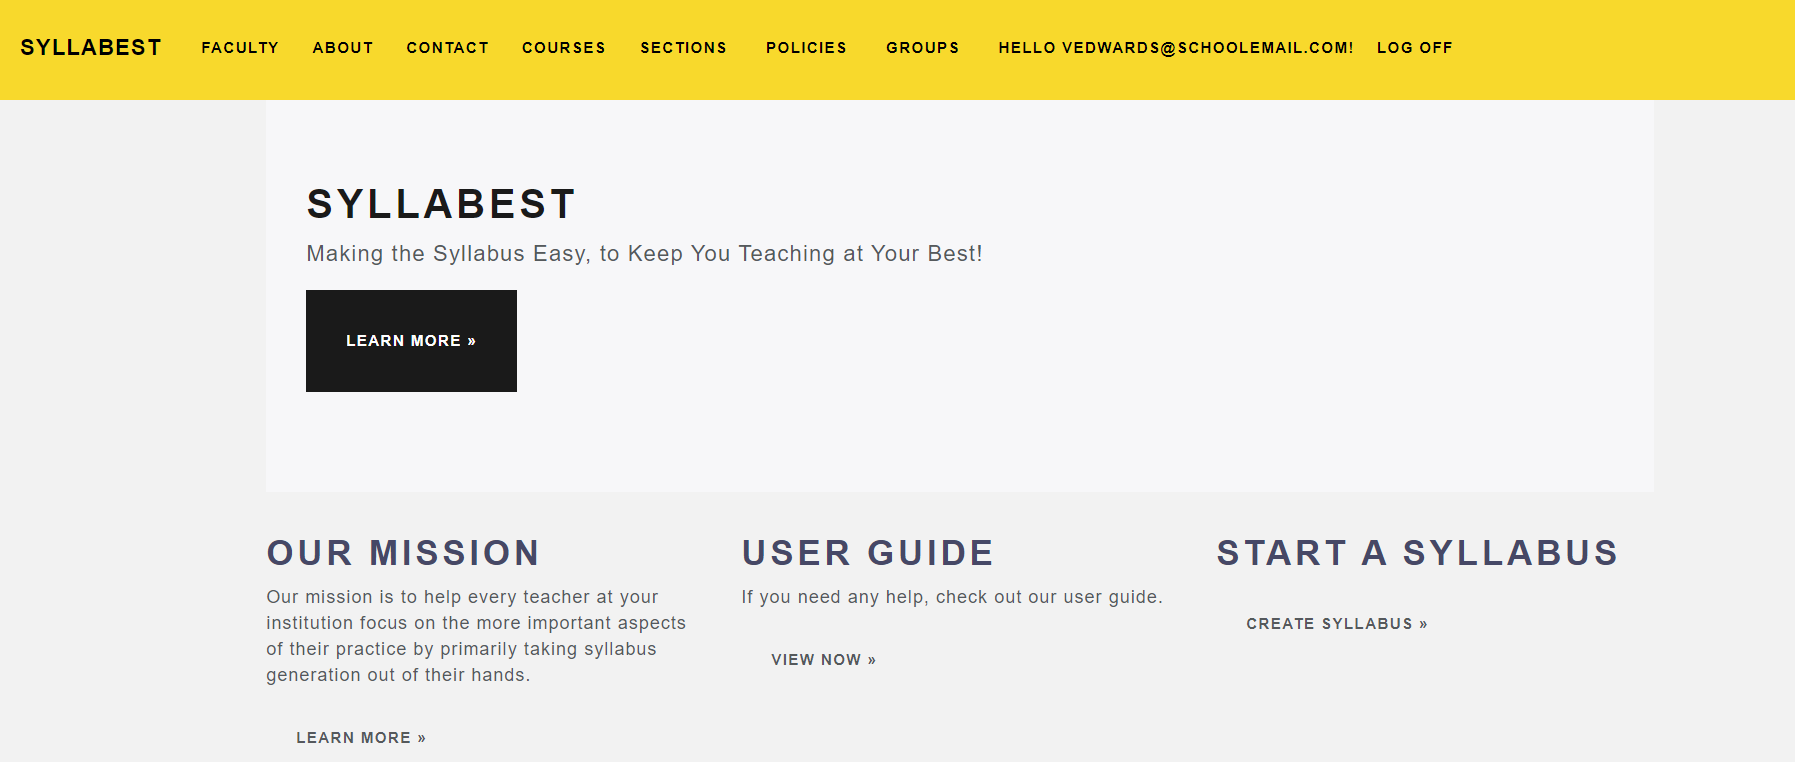 SYLLABEST FACULTY ABOUT CONTACT COURSES SECTIONS POLICIES GROUPS HELLO VEDWARDS@SCHOOLEMAIL.COM! LOG OFF
SYLLABEST
Making the Syllabus Easy, to Keep You Teaching at Your Best!
LEARN MORE »
OUR MISSION
Our mission is to help every teacher at your
institution focus on the more important aspects
of their practice by primarily taking syllabus
generation out of their hands.
LEARN MORE »
USER GUIDE
If you need any help, check out our user guide.
VIEW NOW »
START A SYLLABUS
CREATE SYLLABUS »